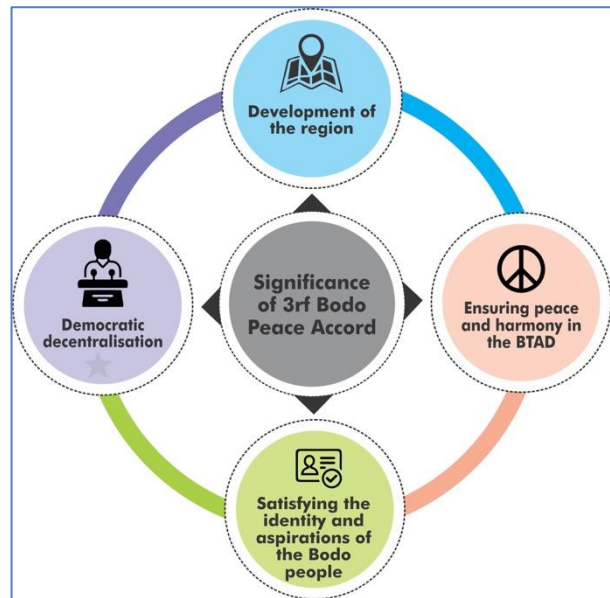 Development of
the region
Significance
of 3rf Bodo
Peace Accord
Democratic
decentralisation
Ensuring peace
and harmony in
the BTAD
Satisfying the
identity and
aspirations of
the Bodo
people